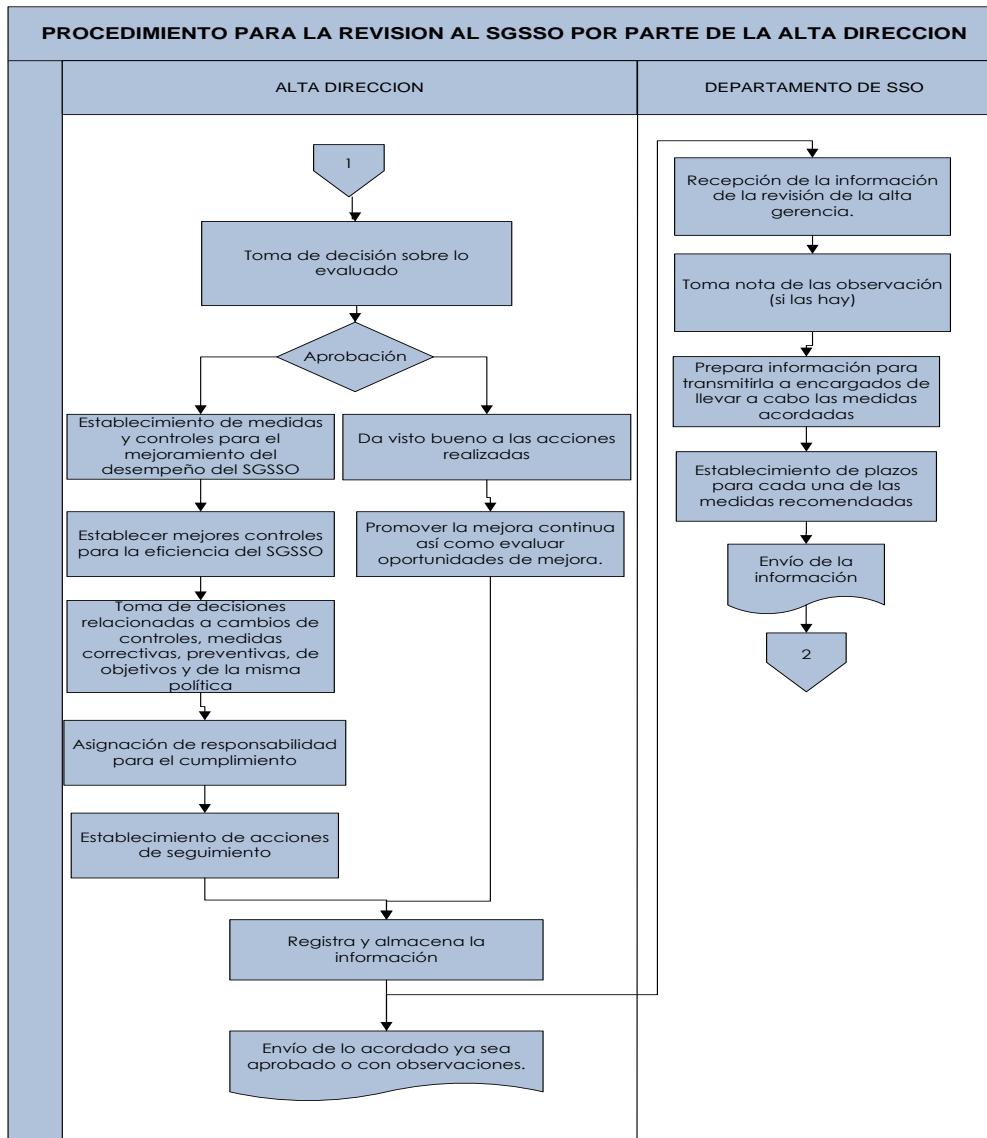 PROCEDIMIENTO PARA LA REVISION AL SGSSO POR PARTE DE LA ALTA DIRECCION
ALTA DIRECCION
1
Toma de decisión sobre lo
evaluado
Aprobación
Establecimiento de medidas
y controles para el
mejoramiento del
desempeño del SGSSO
Establecer mejores controles
para la eficiencia del SGSSO
Toma de decisiones
relacionadas a cambios de
controles, medidas
correctivas, preventivas, de
objetivos y de la misma
política
Asignación de responsabilidad
para el cumplimiento
Establecimiento de acciones
de seguimiento
Da visto bueno a las acciones
realizadas
Promover la mejora continua
así como evaluar
oportunidades de mejora.
Registra y almacena la
información
Envío de lo acordado ya sea
aprobado o con observaciones.
DEPARTAMENTO DE SSO
Recepción de la información
de la revisión de la alta
gerencia.
Toma nota de las observación
(si las hay)
Prepara información para
transmitirla a encargados de
llevar a cabo las medidas
acordadas
Establecimiento de plazos
para cada una de las
medidas recomendadas
Envío de la
información
2